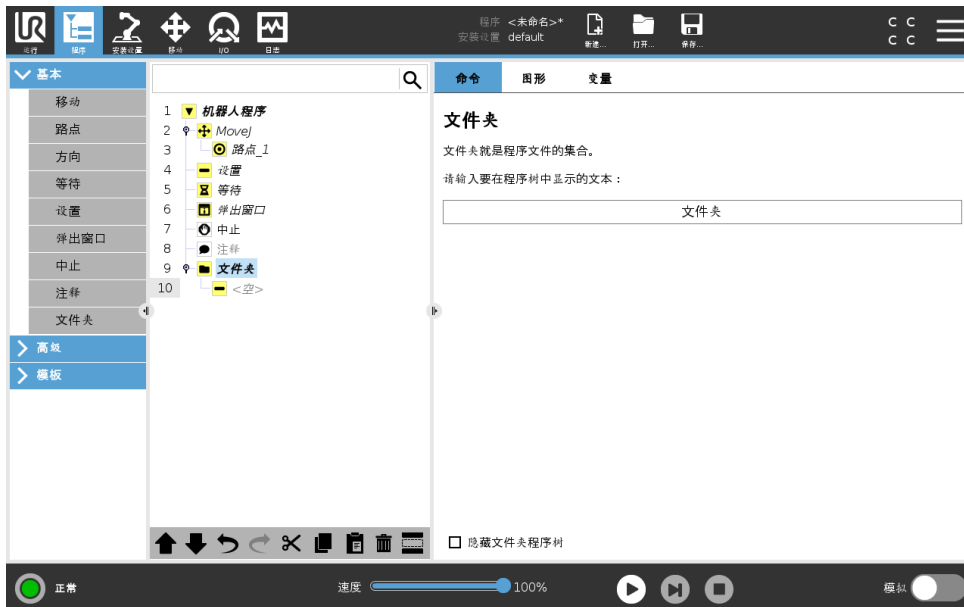 UR
运行
程序
安装设置
移动
I/O
日志
程序 <未命名>*
安装设置 default
新建...
打开...
保存...
C C
C C
基本
移动
路点
方向
等待
设置
弹出窗口
中止
注释
文件夹
高级
模板
1 机器人程序
2 MoveJ
3 路点_1
4 设置
5 等待
6 弹出窗口
7 中止
8 注释
9 文件夹
10 <空>
命令 图形 变量
文件夹
文件夹就是程序文件的集合。
请输入要在程序树中显示的文本：
文件夹
隐藏文件夹程序树
正常
速度 100%
模拟